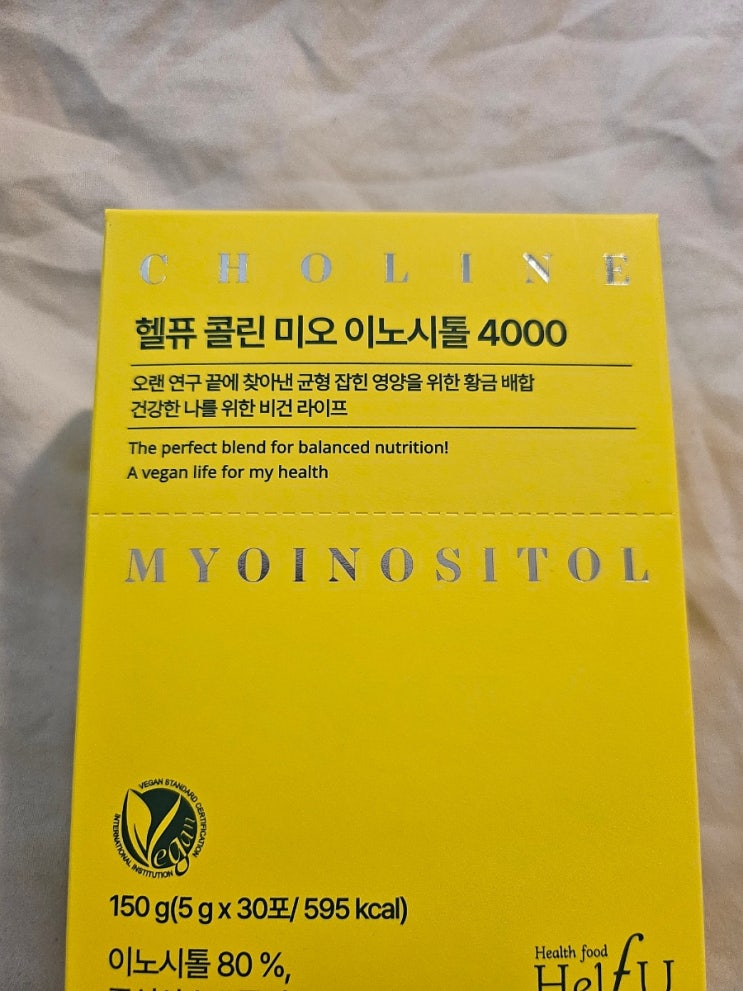 CHOLINE
헬퓨 콜린 미오 이노시톨 4000
오랜 연구 끝에 찾아낸 균형 잡힌 영양을 위한 황금 배합
건강한 나를 위한 비건 라이프
The perfect blend for balanced nutrition!
A vegan life for my health
MYOINOSITOL
VEGAN STANDARD CERTIFICATION
INTERNATIONAL INSTITUTION
Vegan
150 g(5 g x 30포/ 595 kcal)
이노시톨 80 %,
Health food
HelfU